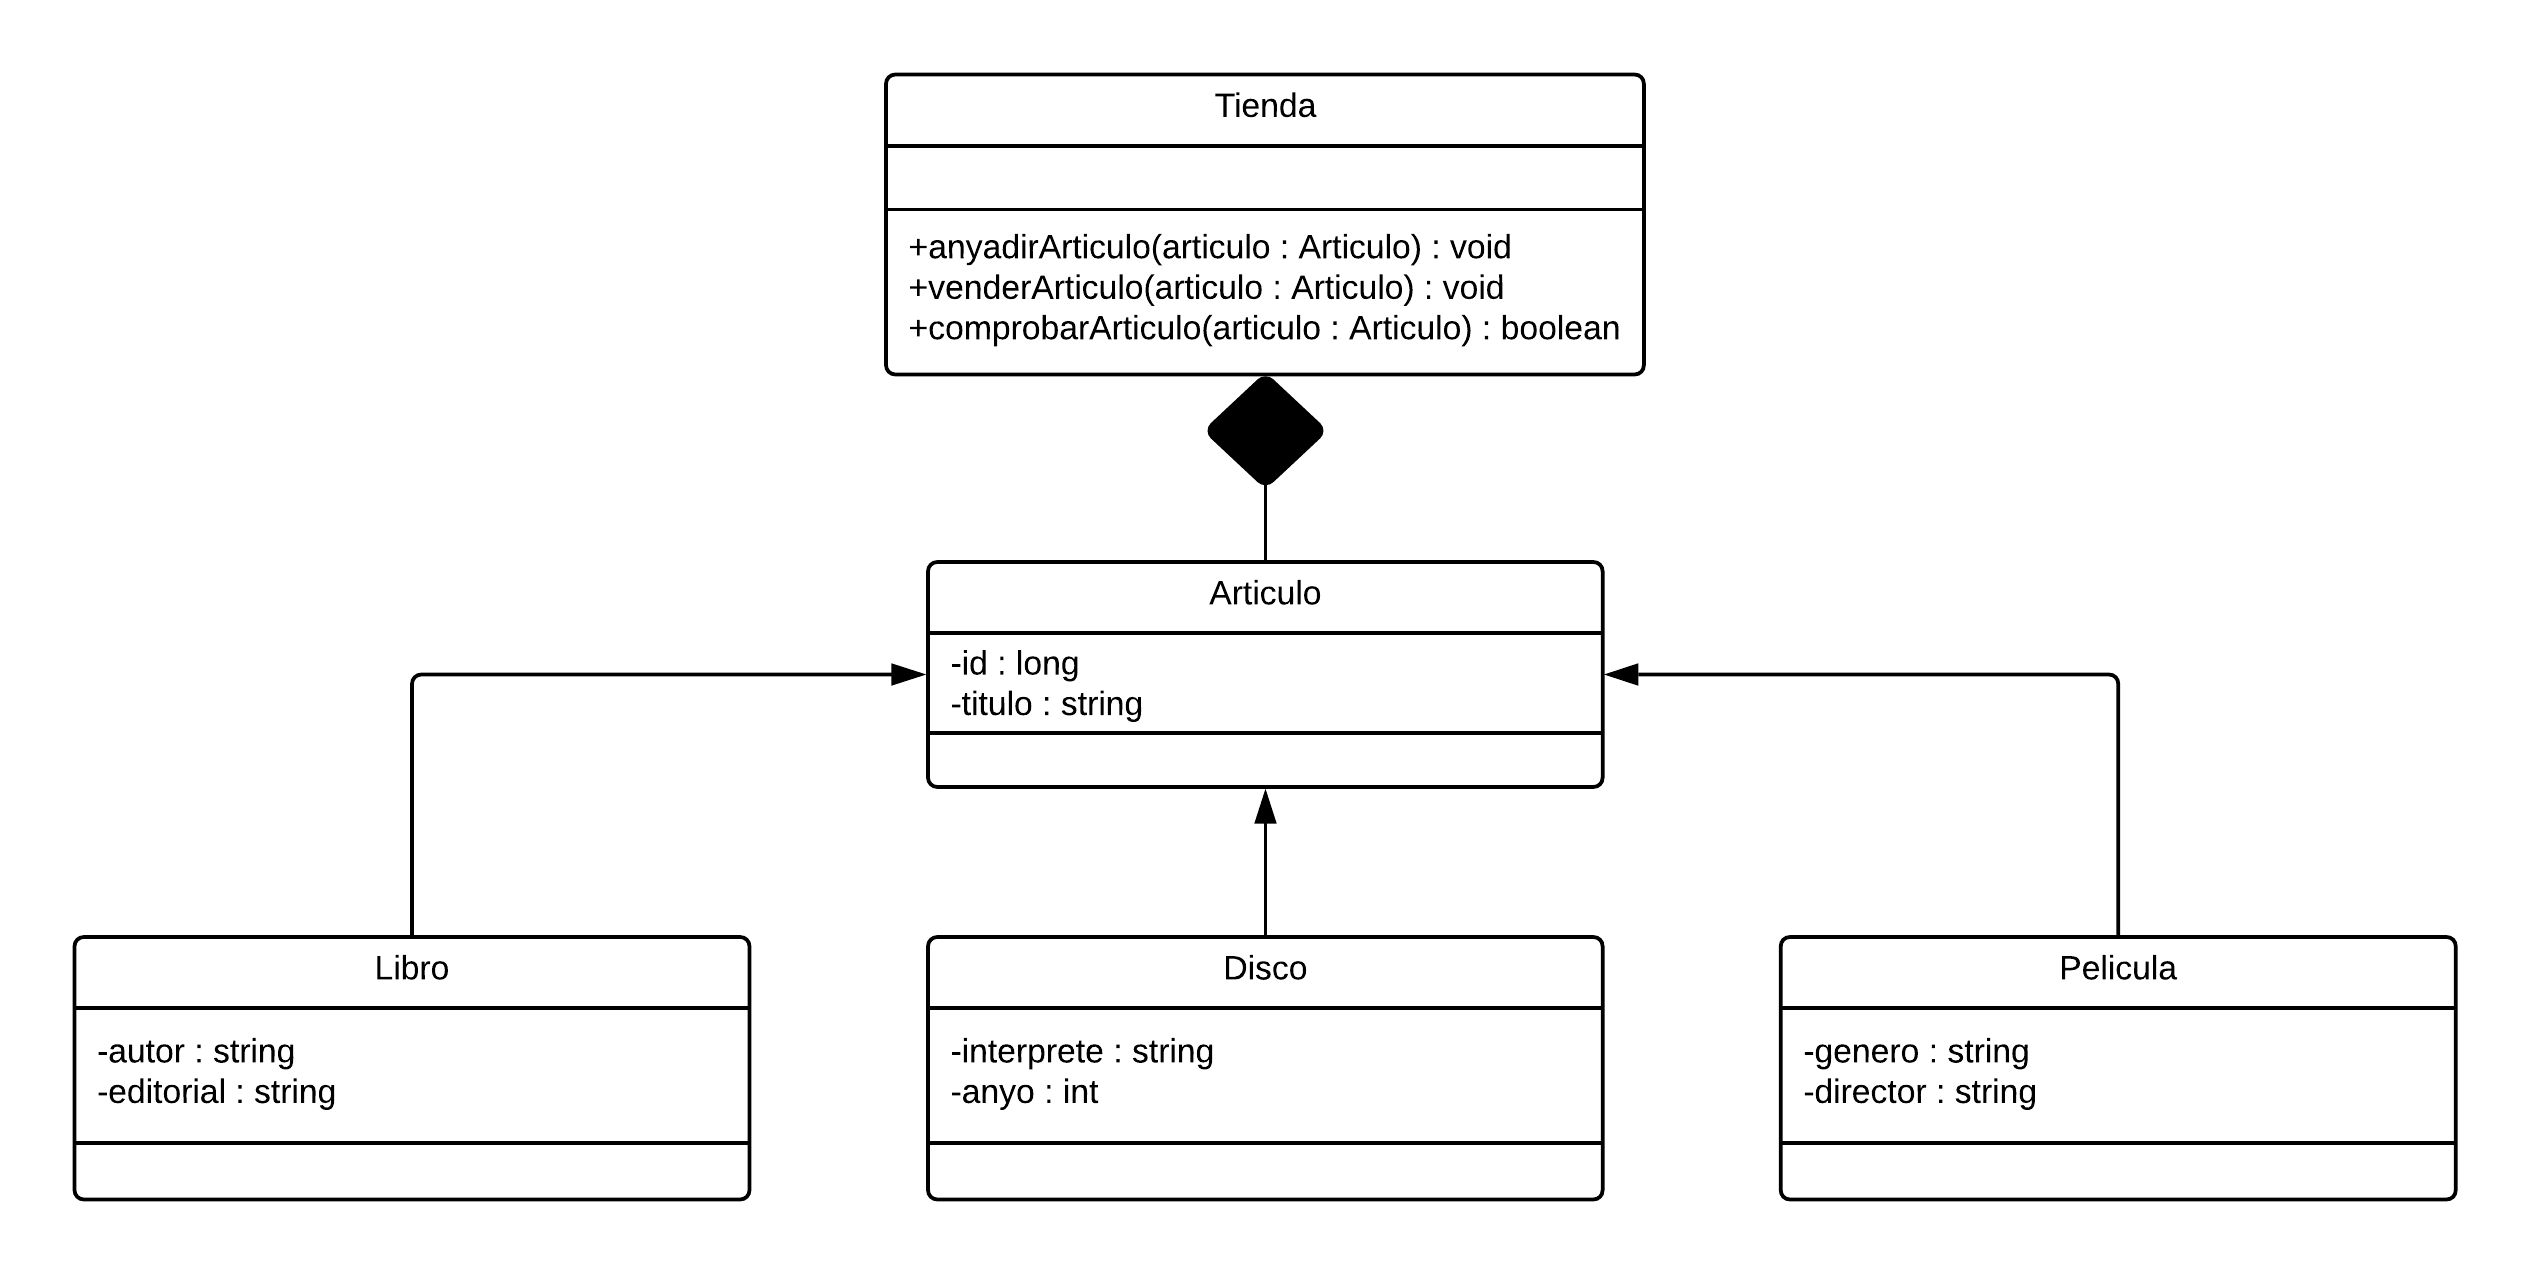 Tienda
+anyadirArticulo(articulo : Articulo) : void
+venderArticulo(articulo : Articulo) : void
+comprobarArticulo(articulo : Articulo) : boolean
Articulo
-id : long
-titulo : string
Libro
-autor : string
-editorial : string
Disco
-interprete : string
-anyo : int
Pelicula
-genero : string
-director : string